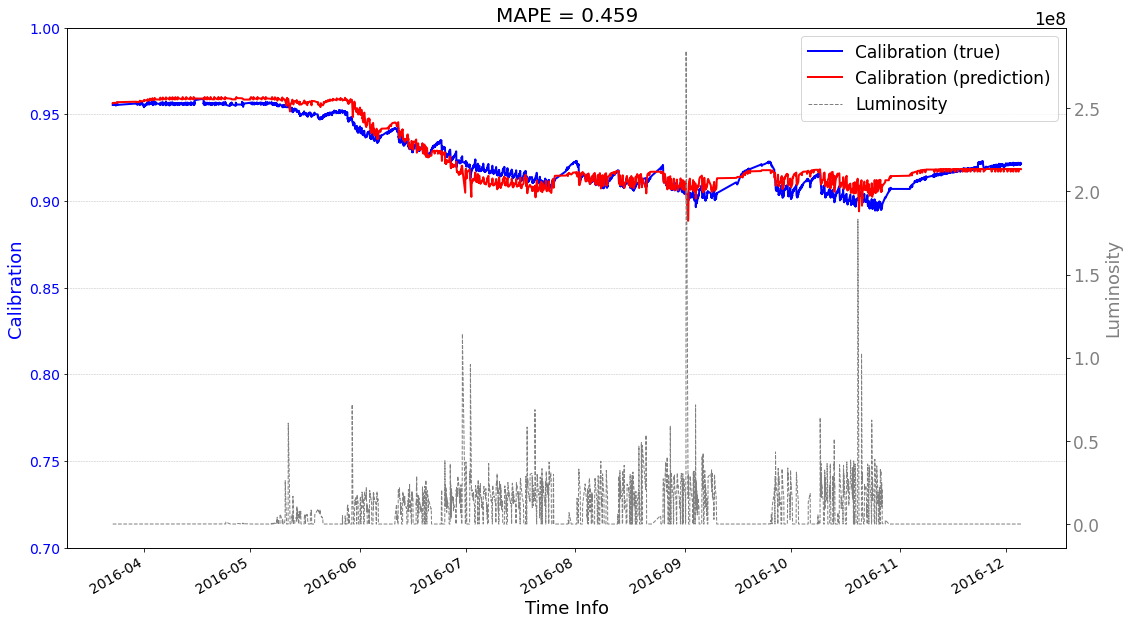 MAPE = 0.459
1e8
Calibration (true)
Calibration (prediction)
Luminosity
1.00
0.95
0.90
0.85
0.80
0.75
0.70
Calibration
2.5
2.0
1.5
1.0
0.5
0.0
Luminosity
2016-04
2016-05
2016-06
2016-07
2016-08
2016-09
2016-10
2016-11
2016-12
Time Info